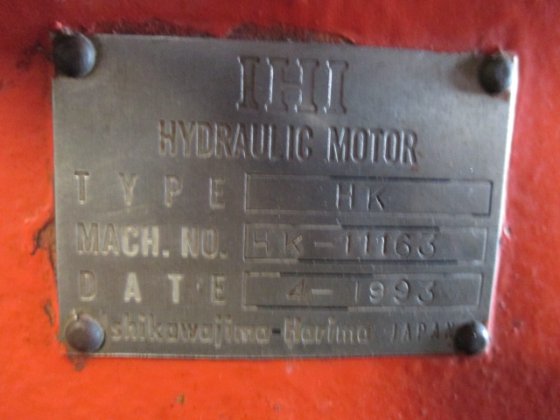 IHI
HYDRAULIC MOTOR
TYPE HK
MACH. NO. HK-11163
DATE 4-1993
Ishikawajima-Harima JAPAN